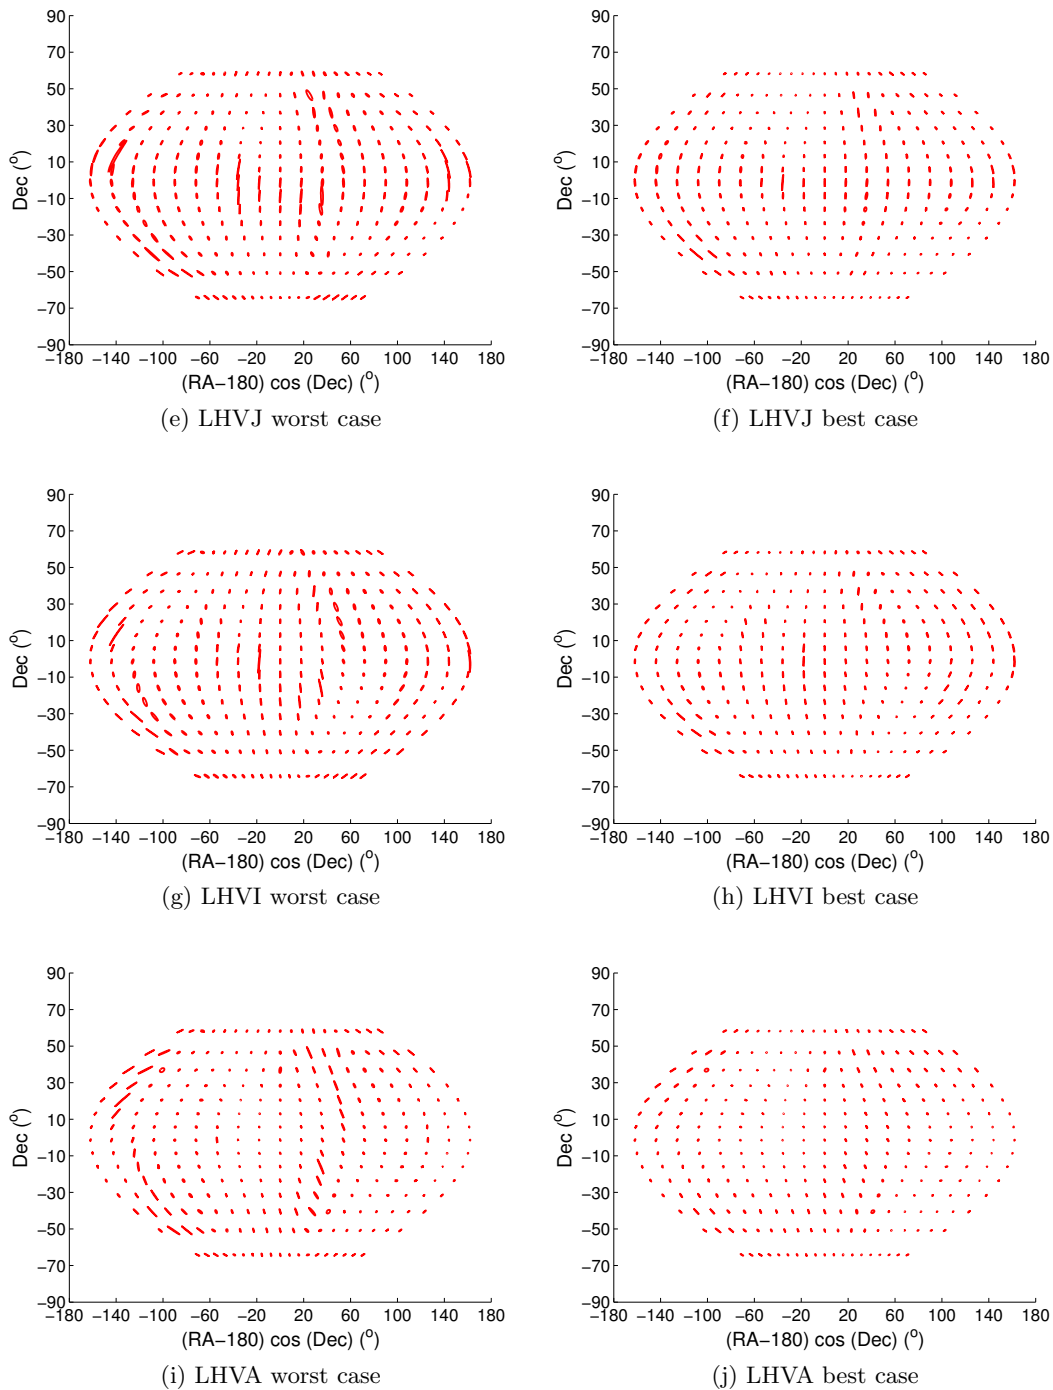 90
70
50
30
10
−10
−30
−50
−70
−90
−180 −140 −100 −60 −20 20 60 100 140 180
Dec (°)
(RA−180) cos (Dec) (°)
(e) LHVJ worst case
90
70
50
30
10
−10
−30
−50
−70
−90
−180 −140 −100 −60 −20 20 60 100 140 180
Dec (°)
(RA−180) cos (Dec) (°)
(f) LHVJ best case
90
70
50
30
10
−10
−30
−50
−70
−90
−180 −140 −100 −60 −20 20 60 100 140 180
Dec (°)
(RA−180) cos (Dec) (°)
(g) LHVI worst case
90
70
50
30
10
−10
−30
−50
−70
−90
−180 −140 −100 −60 −20 20 60 100 140 180
Dec (°)
(RA−180) cos (Dec) (°)
(h) LHVI best case
90
70
50
30
10
−10
−30
−50
−70
−90
−180 −140 −100 −60 −20 20 60 100 140 180
Dec (°)
(RA−180) cos (Dec) (°)
(i) LHVA worst case
90
70
50
30
10
−10
−30
−50
−70
−90
−180 −140 −100 −60 −20 20 60 100 140 180
Dec (°)
(RA−180) cos (Dec) (°)
(j) LHVA best case